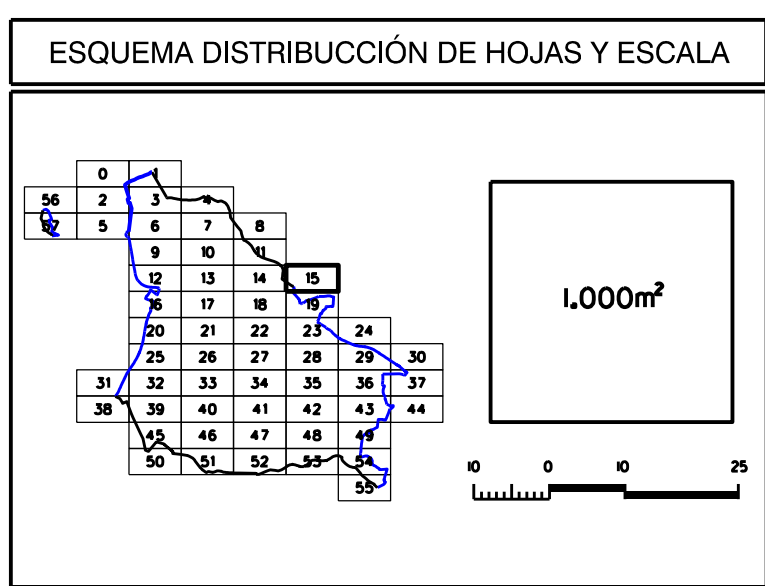 ESQUEMA DISTRIBUCCIÓN DE HOJAS Y ESCALA
0 1
56 2 3 4
57 5 6 7 8
9 10 11
12 13 14 15
16 17 18 19
20 21 22 23 24
25 26 27 28 29 30
31 32 33 34 35 36 37
38 39 40 41 42 43 44
45 46 47 48 49
50 51 52 53 54
55
1.000m²
10 0 10 25